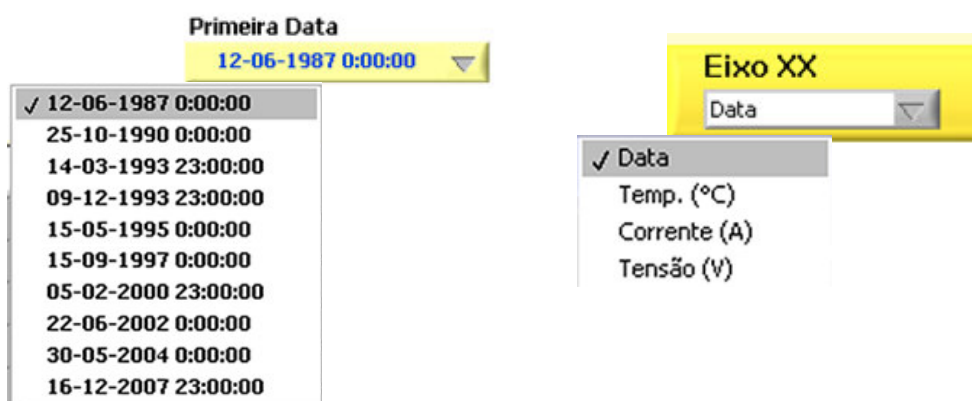 Primeira Data
12-06-1987 0:00:00
✓ 12-06-1987 0:00:00
25-10-1990 0:00:00
14-03-1993 23:00:00
09-12-1993 23:00:00
15-05-1995 0:00:00
15-09-1997 0:00:00
05-02-2000 23:00:00
22-06-2002 0:00:00
30-05-2004 0:00:00
16-12-2007 23:00:00
Eixo XX
Data
✓ Data
Temp. (°C)
Corrente (A)
Tensão (V)